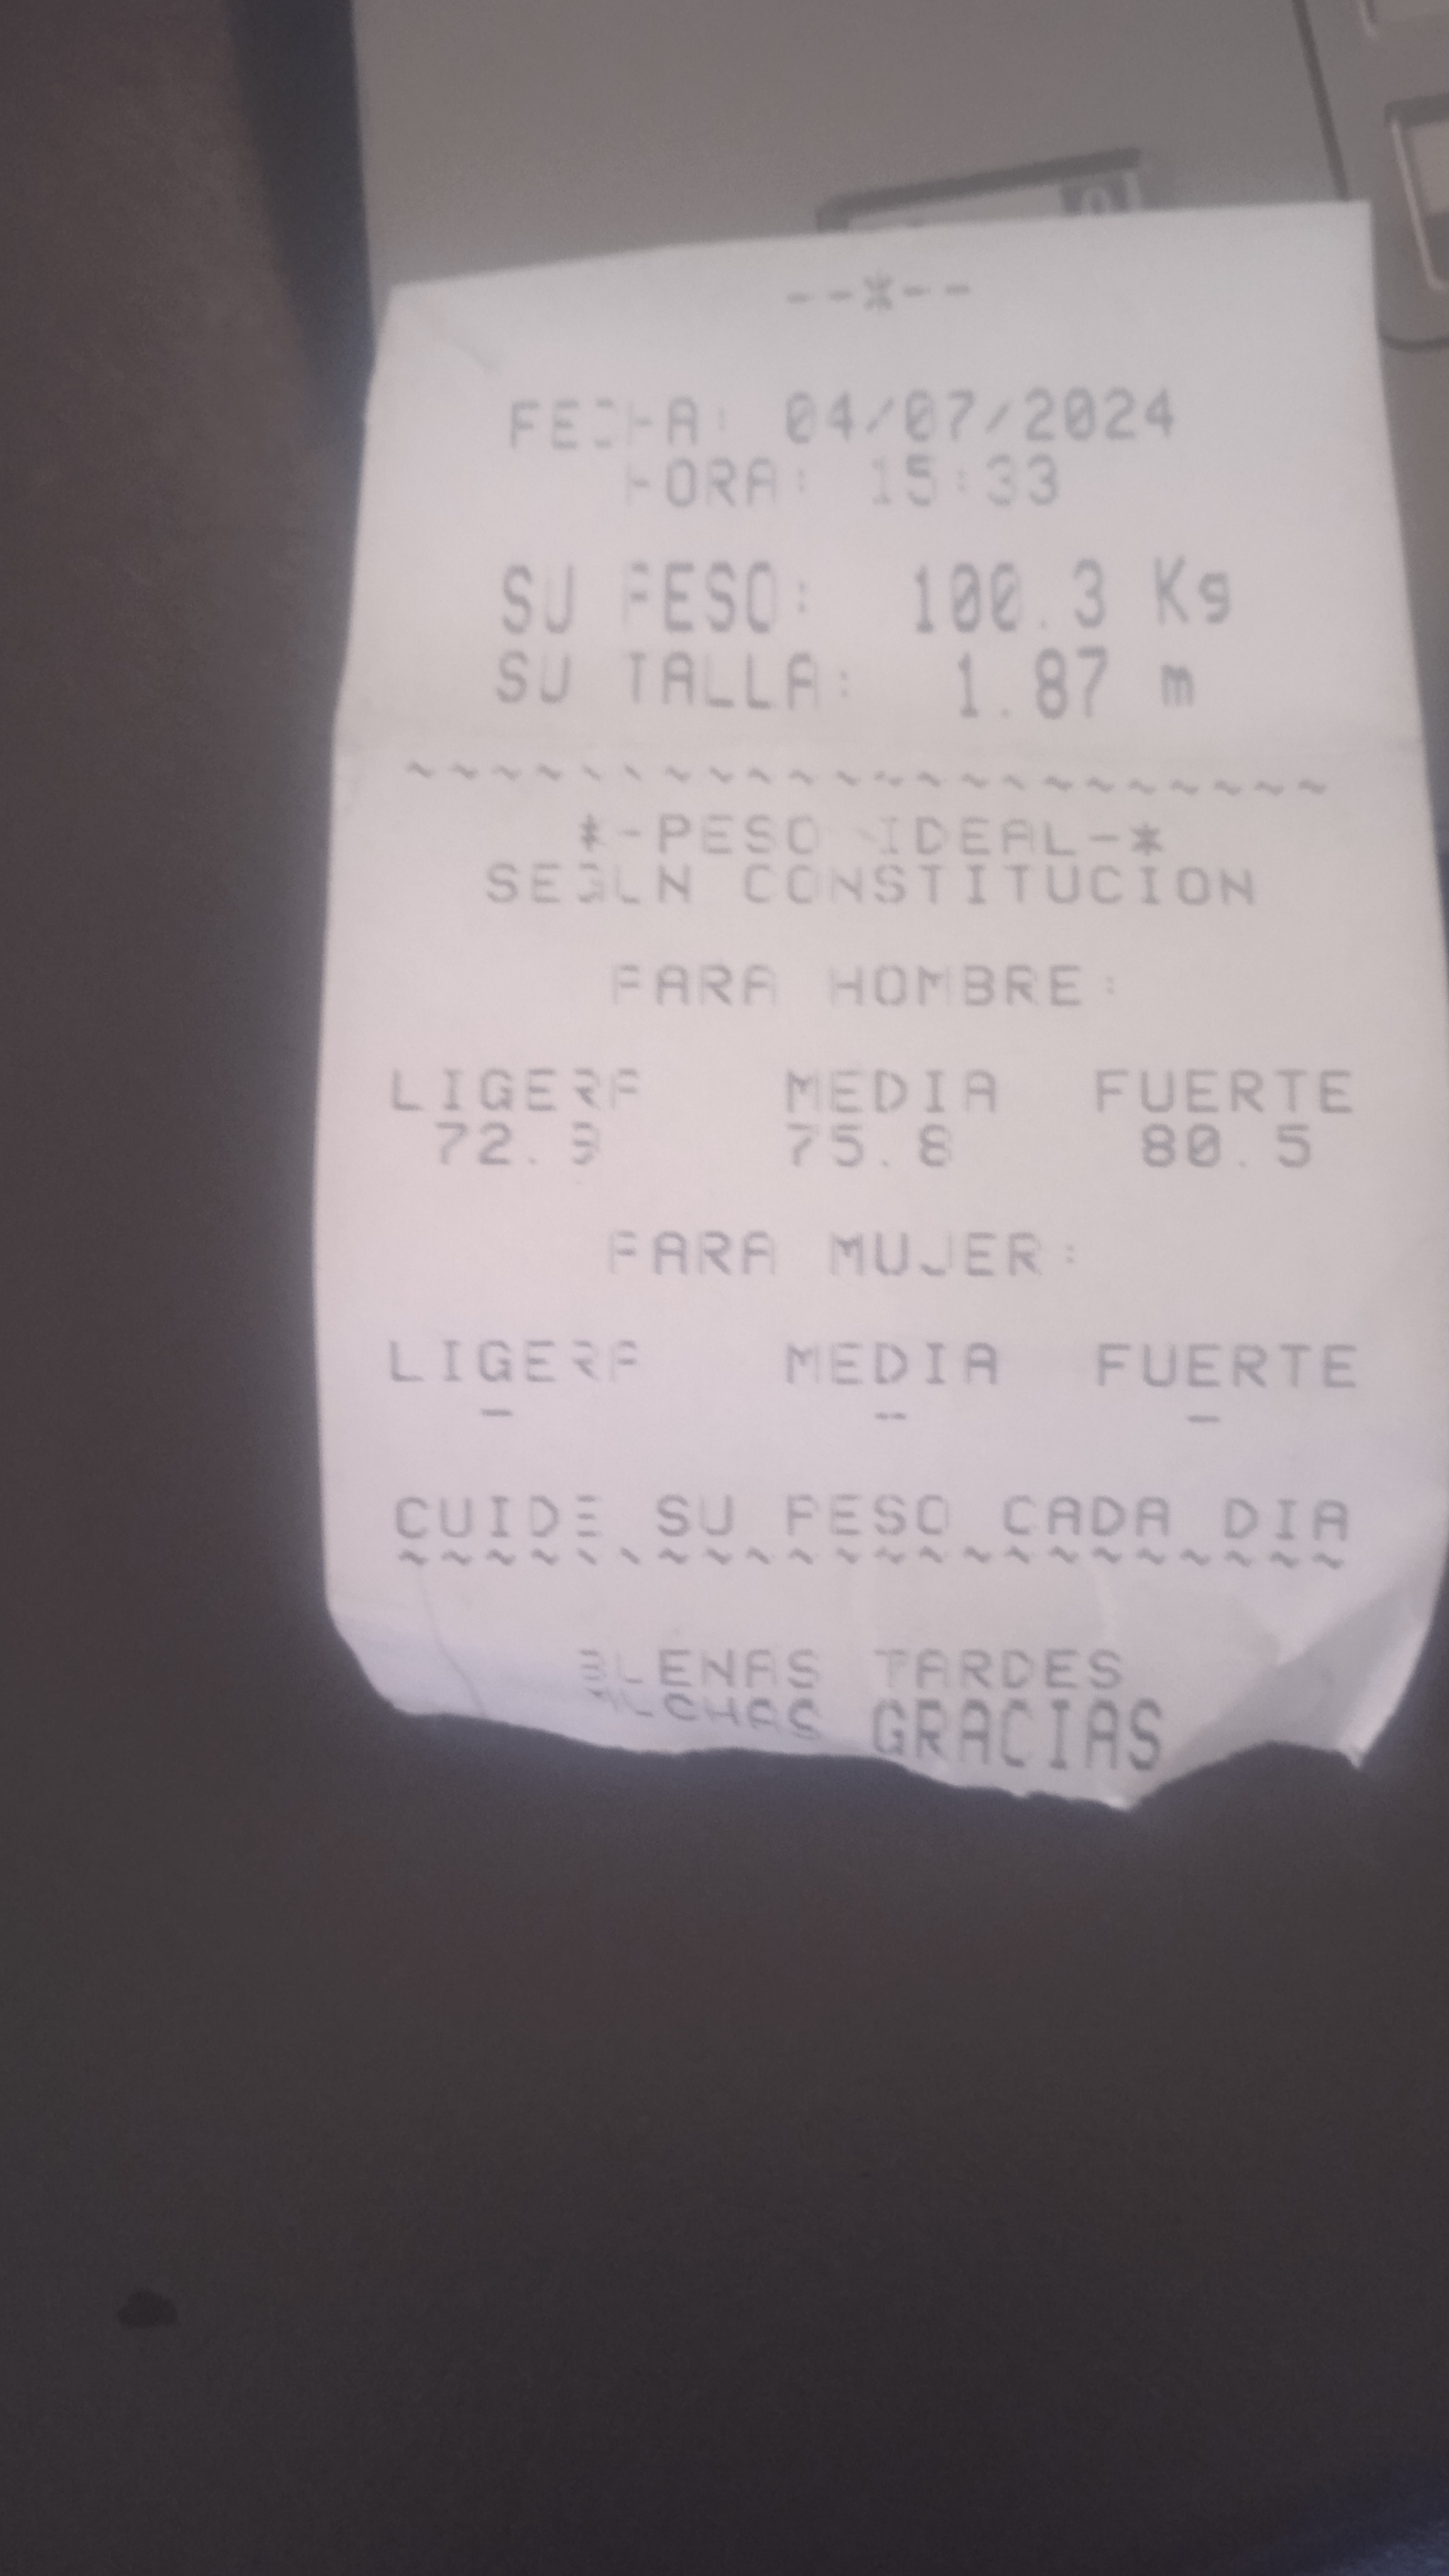 --*--
FECHA: 04/07/2024
HORA: 15:33
SU PESO: 100.3 Kg
SU TALLA: 1.87 m
~~~~~~~~~~~~~~~~~~~~~~
*-PESO IDEAL-*
SEGUN CONSTITUCION
PARA HOMBRE:
LIGERA MEDIA FUERTE
72.9 80.5
PARA MUJER:
LIGERA MEDIA FUERTE
- - -
CUIDE SU PESO CADA DIA
~~~~~~~~~~~~~~~~~~~~~~
BUENAS TARDES
MUCHAS GRACIAS